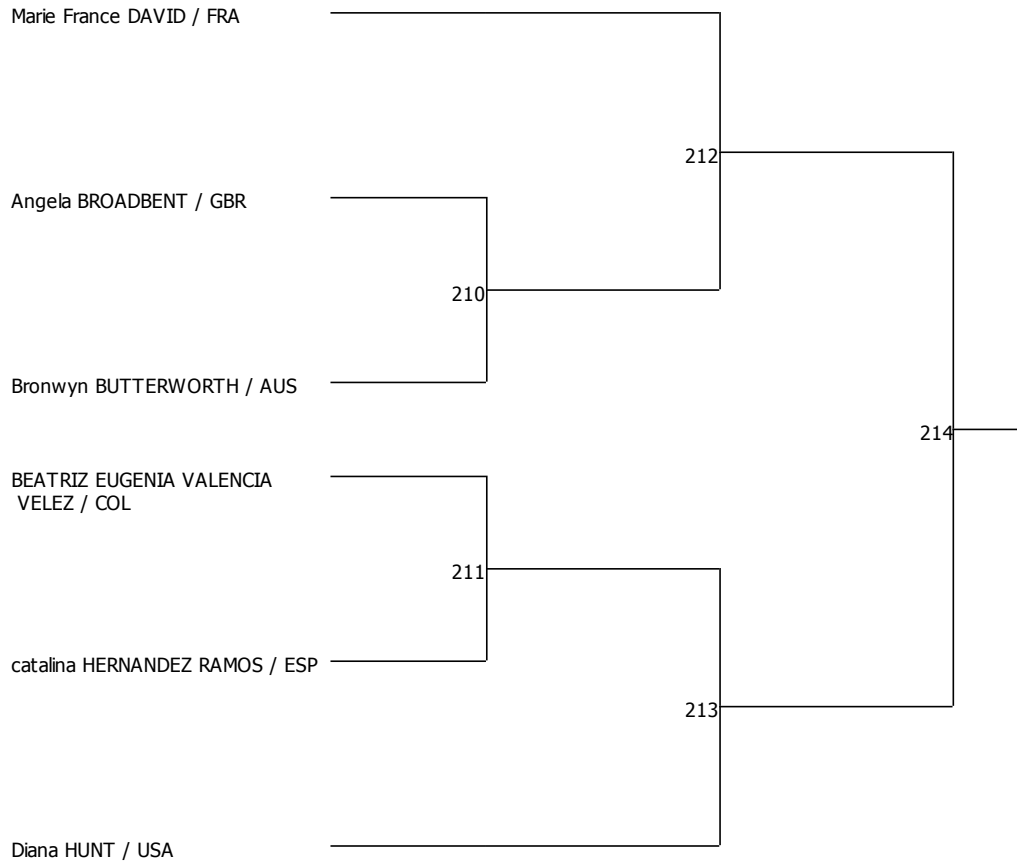 Marie France DAVID / FRA
212
Angela BROADBENT / GBR
210
Bronwyn BUTTERWORTH / AUS
214
BEATRIZ EUGENIA VALENCIA
VELEZ / COL
211
catalina HERNANDEZ RAMOS / ESP
213
Diana HUNT / USA